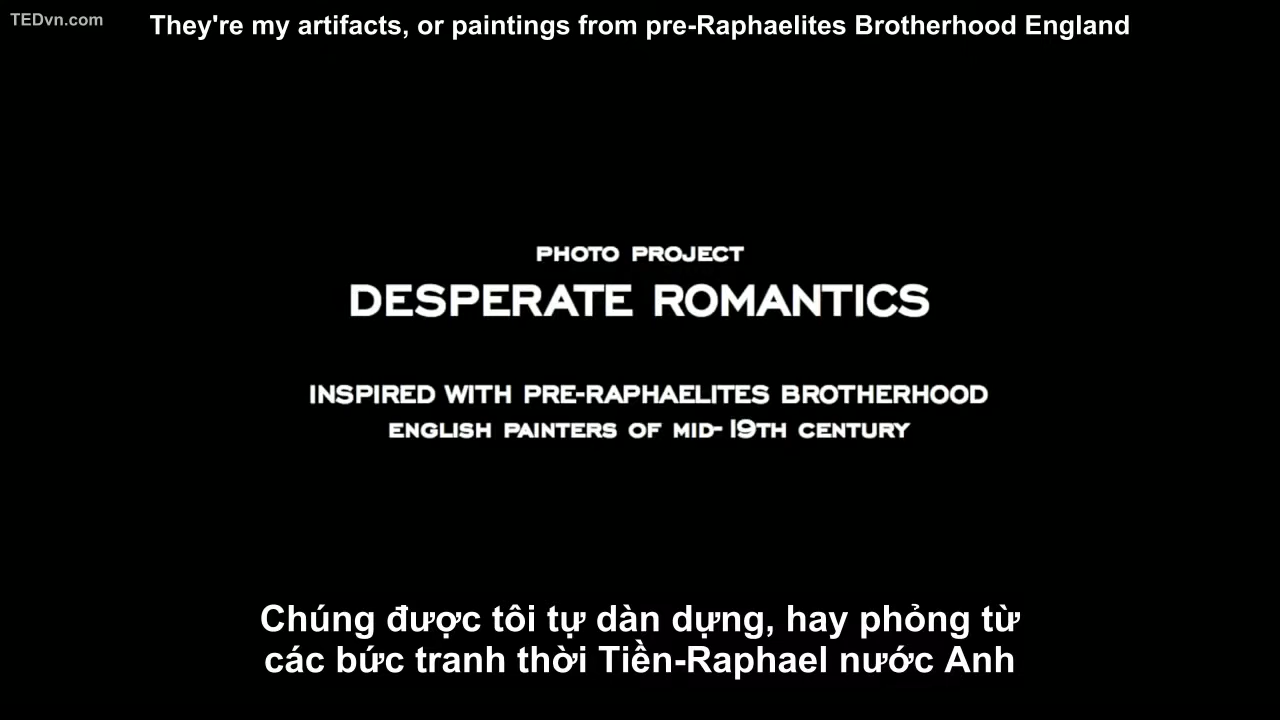 TEDvn.com
They're my artifacts, or paintings from pre-Raphaelites Brotherhood England
PHOTO PROJECT
DESPERATE ROMANTICS
INSPIRED WITH PRE-RAPHAELITES BROTHERHOOD
ENGLISH PAINTERS OF MID- 19TH CENTURY
Chúng được tôi tự dàn dựng, hay phỏng từ
các bức tranh thời Tiền-Raphael nước Anh